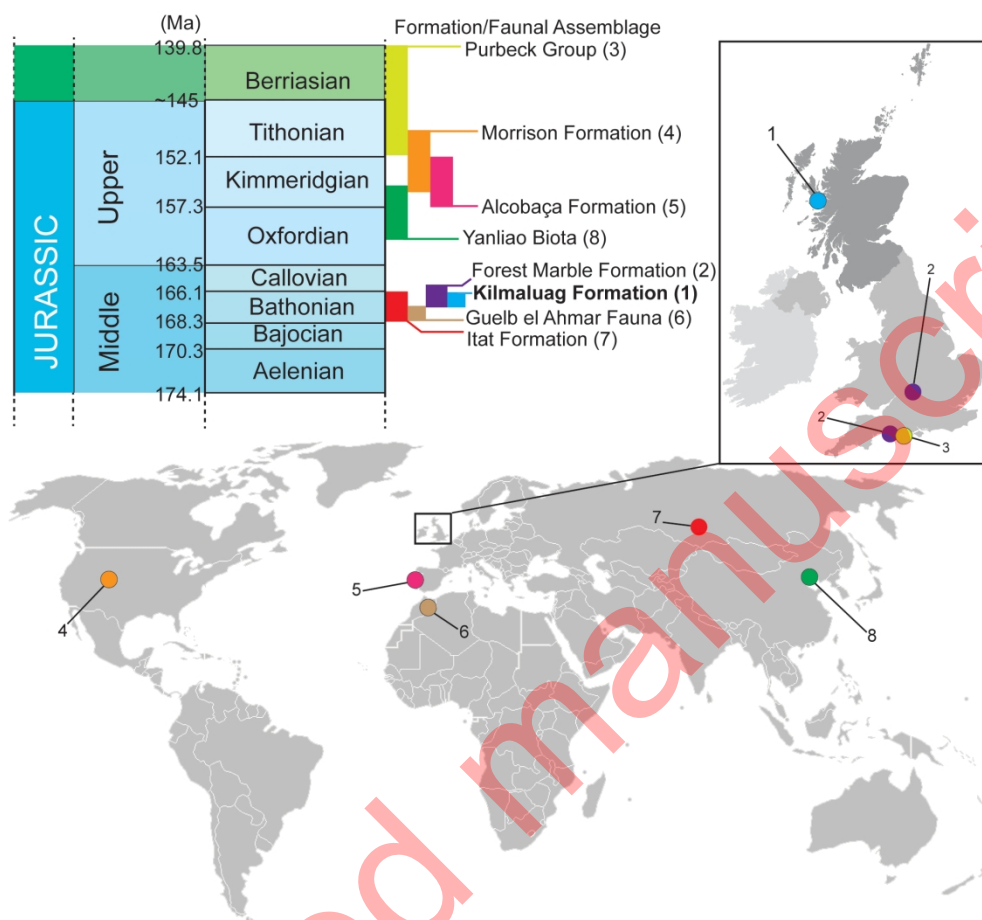 (Ma)
Formation/Faunal Assemblage
139.8
Purbeck Group (3)
Berriasian
~145
Tithonian
Morrison Formation (4)
152.1
Kimmeridgian
157.3
Alcobaça Formation (5)
Upper
Oxfordian
Yanliao Biota (8)
163.5
JURASSIC
Callovian
Forest Marble Formation (2)
166.1
Kilmaluag Formation (1)
Bathonian
Guelb el Ahmar Fauna (6)
168.3
Middle
Bajocian
Itat Formation (7)
170.3
Aelenian
174.1
1
2
2
3
4
5
6
7
8
d manuscri